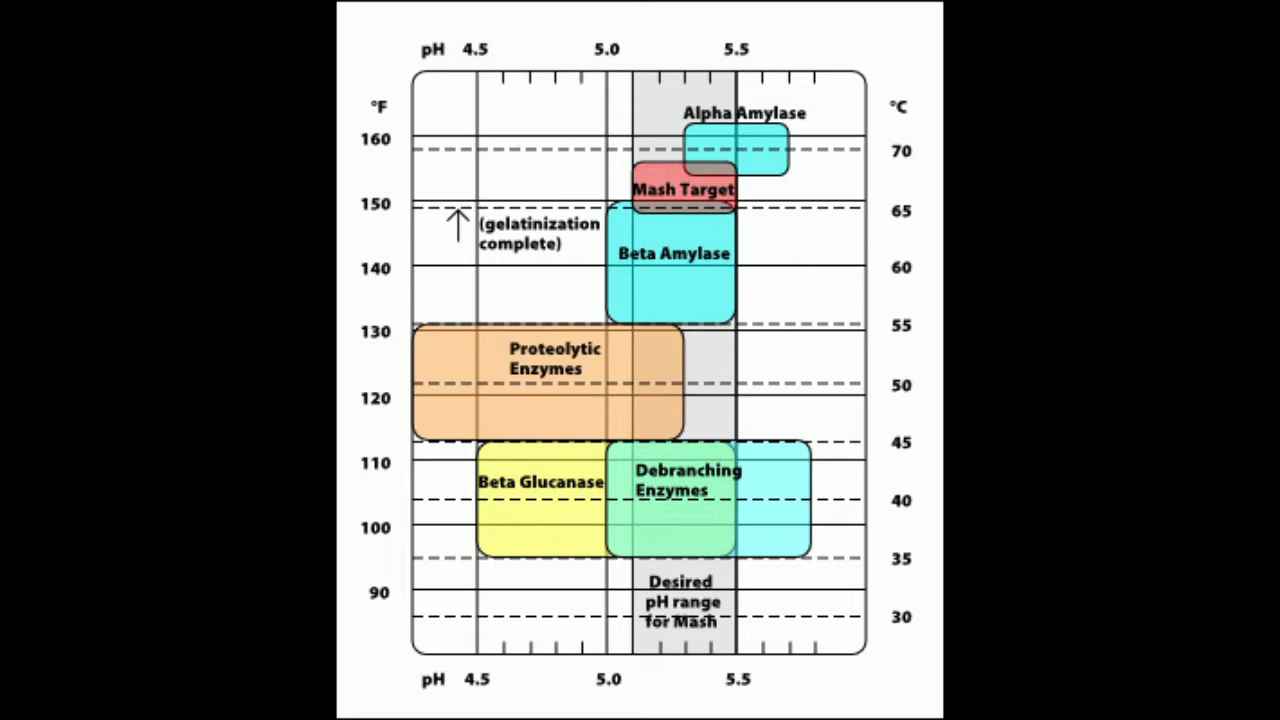 pH 4.5 5.0 5.5
°F °C
Alpha Amylase
160
70
Mash Target
150
65
(gelatinization
complete)
Beta Amylase
140 60
130 55
Proteolytic
Enzymes
50
120
45
110
Debranching
Enzymes
Beta Glucanase
40
100
35
Desired
90
pH range
for Mash
30
pH 4.5 5.0 5.5